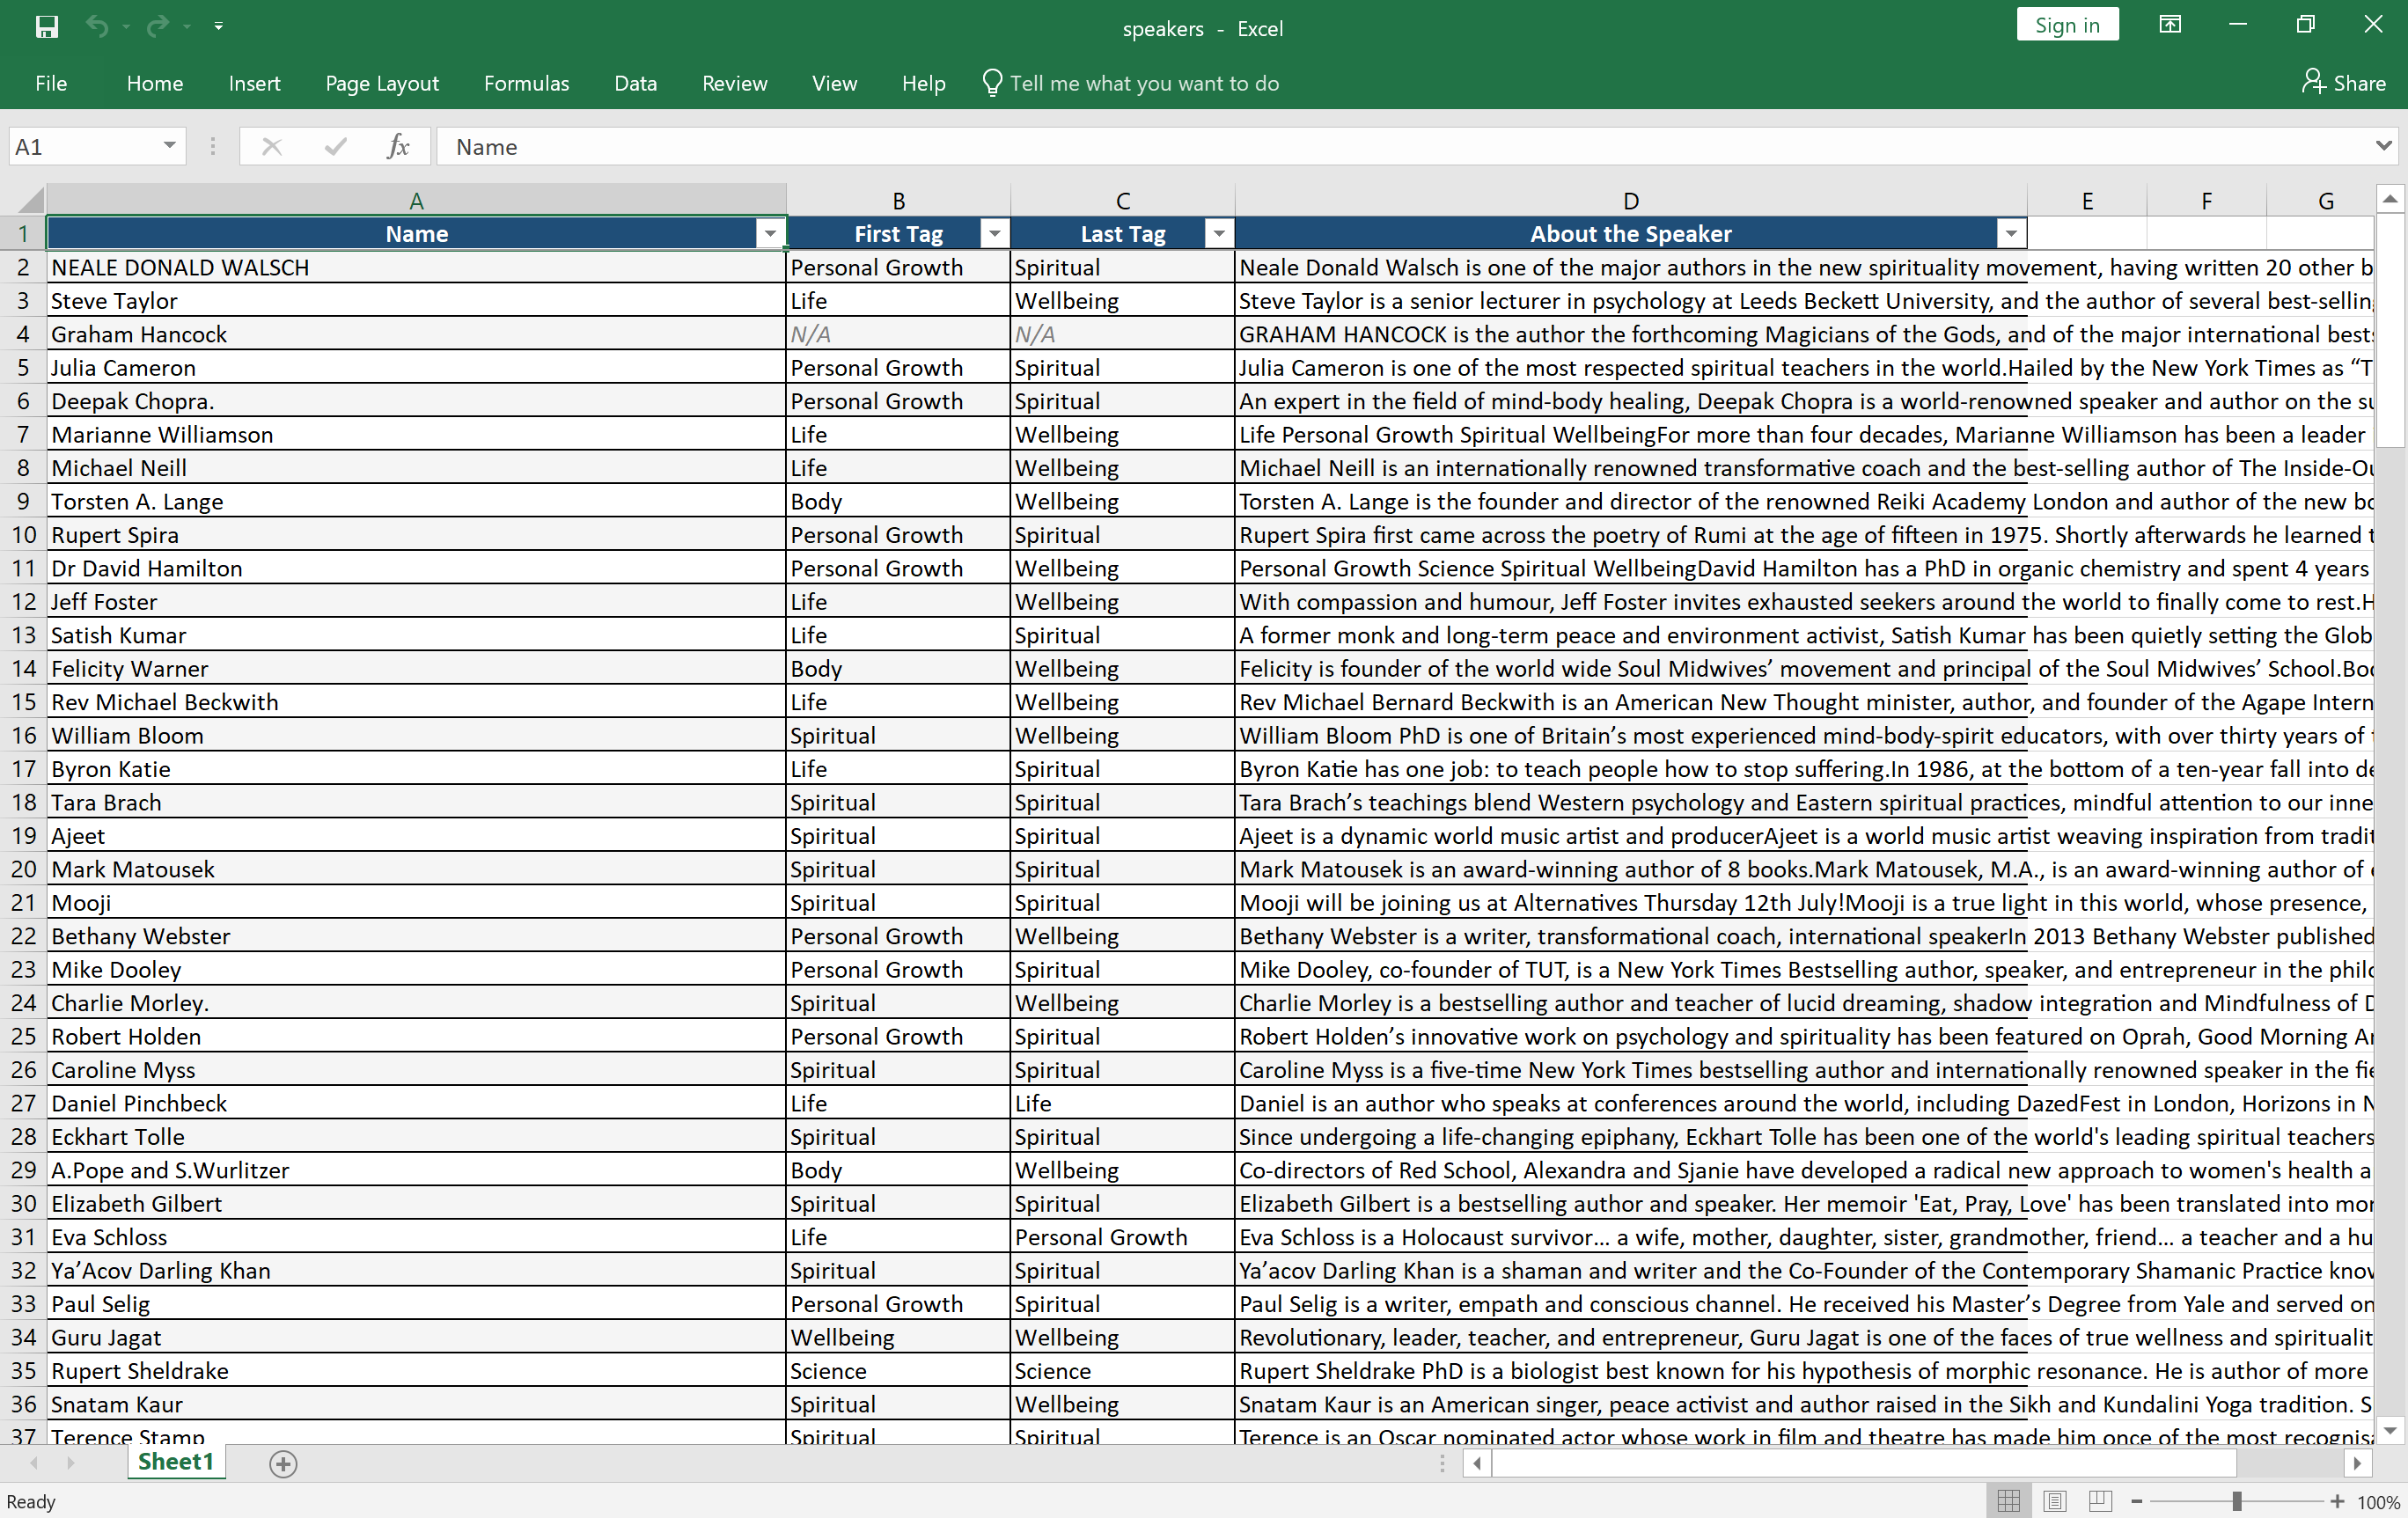 speakers - Excel
Sign in
File Home Insert Page Layout Formulas Data Review View Help Tell me what you want to do Share
A1 fx Name
A B C D E F G
1 Name First Tag Last Tag About the Speaker
2 NEALE DONALD WALSCH Personal Growth Spiritual Neale Donald Walsch is one of the major authors in the new spirituality movement, having written 20 other b
3 Steve Taylor Life Wellbeing Steve Taylor is a senior lecturer in psychology at Leeds Beckett University, and the author of several best-sellin
4 Graham Hancock N/A N/A GRAHAM HANCOCK is the author the forthcoming Magicians of the Gods, and of the major international bests
5 Julia Cameron Personal Growth Spiritual Julia Cameron is one of the most respected spiritual teachers in the world.Hailed by the New York Times as “T
6 Deepak Chopra. Personal Growth Spiritual An expert in the field of mind-body healing, Deepak Chopra is a world-renowned speaker and author on the su
7 Marianne Williamson Life Wellbeing Life Personal Growth Spiritual WellbeingFor more than four decades, Marianne Williamson has been a leader
8 Michael Neill Life Wellbeing Michael Neill is an internationally renowned transformative coach and the best-selling author of The Inside-Ou
9 Torsten A. Lange Body Wellbeing Torsten A. Lange is the founder and director of the renowned Reiki Academy London and author of the new bo
10 Rupert Spira Personal Growth Spiritual Rupert Spira first came across the poetry of Rumi at the age of fifteen in 1975. Shortly afterwards he learned t
11 Dr David Hamilton Personal Growth Wellbeing Personal Growth Science Spiritual WellbeingDavid Hamilton has a PhD in organic chemistry and spent 4 years
12 Jeff Foster Life Wellbeing With compassion and humour, Jeff Foster invites exhausted seekers around the world to finally come to rest.H
13 Satish Kumar Life Spiritual A former monk and long-term peace and environment activist, Satish Kumar has been quietly setting the Glob
14 Felicity Warner Body Wellbeing Felicity is founder of the world wide Soul Midwives’ movement and principal of the Soul Midwives’ School.Boo
15 Rev Michael Beckwith Life Wellbeing Rev Michael Bernard Beckwith is an American New Thought minister, author, and founder of the Agape Intern
16 William Bloom Spiritual Wellbeing William Bloom PhD is one of Britain’s most experienced mind-body-spirit educators, with over thirty years of
17 Byron Katie Life Spiritual Byron Katie has one job: to teach people how to stop suffering.In 1986, at the bottom of a ten-year fall into de
18 Tara Brach Spiritual Spiritual Tara Brach’s teachings blend Western psychology and Eastern spiritual practices, mindful attention to our inne
19 Ajeet Spiritual Spiritual Ajeet is a dynamic world music artist and producerAjeet is a world music artist weaving inspiration from tradit
20 Mark Matousek Spiritual Spiritual Mark Matousek is an award-winning author of 8 books.Mark Matousek, M.A., is an award-winning author of
21 Mooji Spiritual Spiritual Mooji will be joining us at Alternatives Thursday 12th July!Mooji is a true light in this world, whose presence,
22 Bethany Webster Personal Growth Wellbeing Bethany Webster is a writer, transformational coach, international speakerIn 2013 Bethany Webster published
23 Mike Dooley Personal Growth Spiritual Mike Dooley, co-founder of TUT, is a New York Times Bestselling author, speaker, and entrepreneur in the philo
24 Charlie Morley. Spiritual Wellbeing Charlie Morley is a bestselling author and teacher of lucid dreaming, shadow integration and Mindfulness of D
25 Robert Holden Personal Growth Spiritual Robert Holden’s innovative work on psychology and spirituality has been featured on Oprah, Good Morning A
26 Caroline Myss Spiritual Spiritual Caroline Myss is a five-time New York Times bestselling author and internationally renowned speaker in the fie
27 Daniel Pinchbeck Life Life Daniel is an author who speaks at conferences around the world, including DazedFest in London, Horizons in N
28 Eckhart Tolle Spiritual Spiritual Since undergoing a life-changing epiphany, Eckhart Tolle has been one of the world's leading spiritual teachers
29 A.Pope and S.Wurlitzer Body Wellbeing Co-directors of Red School, Alexandra and Sjanie have developed a radical new approach to women's health a
30 Elizabeth Gilbert Spiritual Spiritual Elizabeth Gilbert is a bestselling author and speaker. Her memoir 'Eat, Pray, Love' has been translated into mor
31 Eva Schloss Life Personal Growth Eva Schloss is a Holocaust survivor… a wife, mother, daughter, sister, grandmother, friend… a teacher and a hu
32 Ya’Acov Darling Khan Spiritual Spiritual Ya’acov Darling Khan is a shaman and writer and the Co-Founder of the Contemporary Shamanic Practice know
33 Paul Selig Personal Growth Spiritual Paul Selig is a writer, empath and conscious channel. He received his Master’s Degree from Yale and served on
34 Guru Jagat Wellbeing Wellbeing Revolutionary, leader, teacher, and entrepreneur, Guru Jagat is one of the faces of true wellness and spiritualit
35 Rupert Sheldrake Science Science Rupert Sheldrake PhD is a biologist best known for his hypothesis of morphic resonance. He is author of more
36 Snatam Kaur Spiritual Wellbeing Snatam Kaur is an American singer, peace activist and author raised in the Sikh and Kundalini Yoga tradition. S
37 Terence Stamp Spiritual Spiritual Terence is an Oscar nominated actor whose work in film and theatre has made him once of the most recognisa
Sheet1
Ready 100%